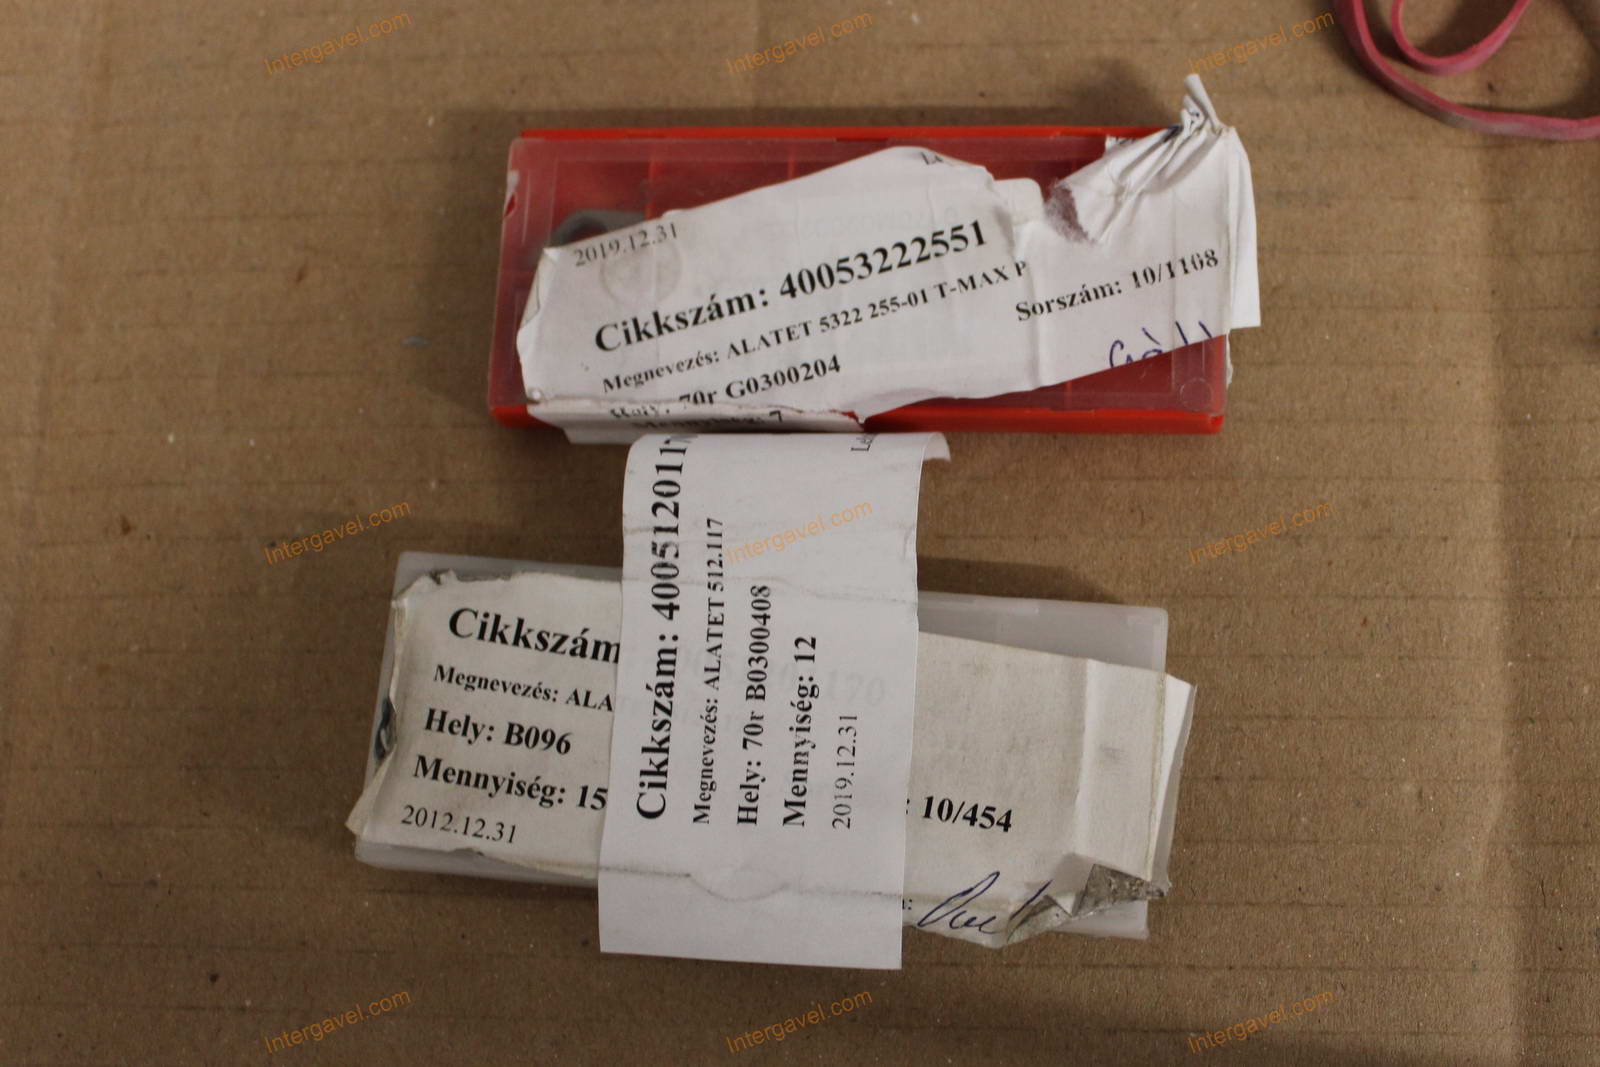 Intergavel.com Intergavel.com Intergavel.com
2019.12.31
Cikkszám: 40053222551
Megnevezés: ALATET 5322 255-01 T-MAX P
Hely: 70r G0300204
Mennyiség: 7
Sorszám: 10/1108
Intergavel.com Intergavel.com Intergavel.com
Cikkszám: 4005120117
Megnevezés: ALATET 512.117
Hely: 70r B0300408
Mennyiség: 12
2019.12.31
Cikkszám
Megnevezés: ALA
Hely: B096
Mennyiség: 15
2012.12.31
: 10/454
Intergavel.com Intergavel.com Intergavel.com